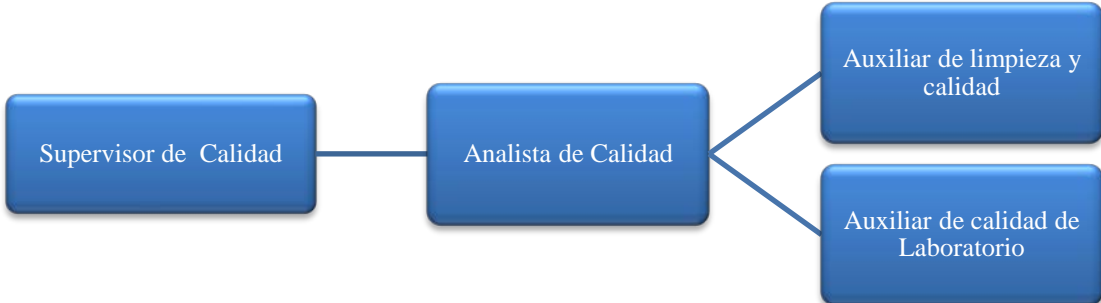 Supervisor de Calidad
Analista de Calidad
Auxiliar de limpieza y
calidad
Auxiliar de calidad de
Laboratorio